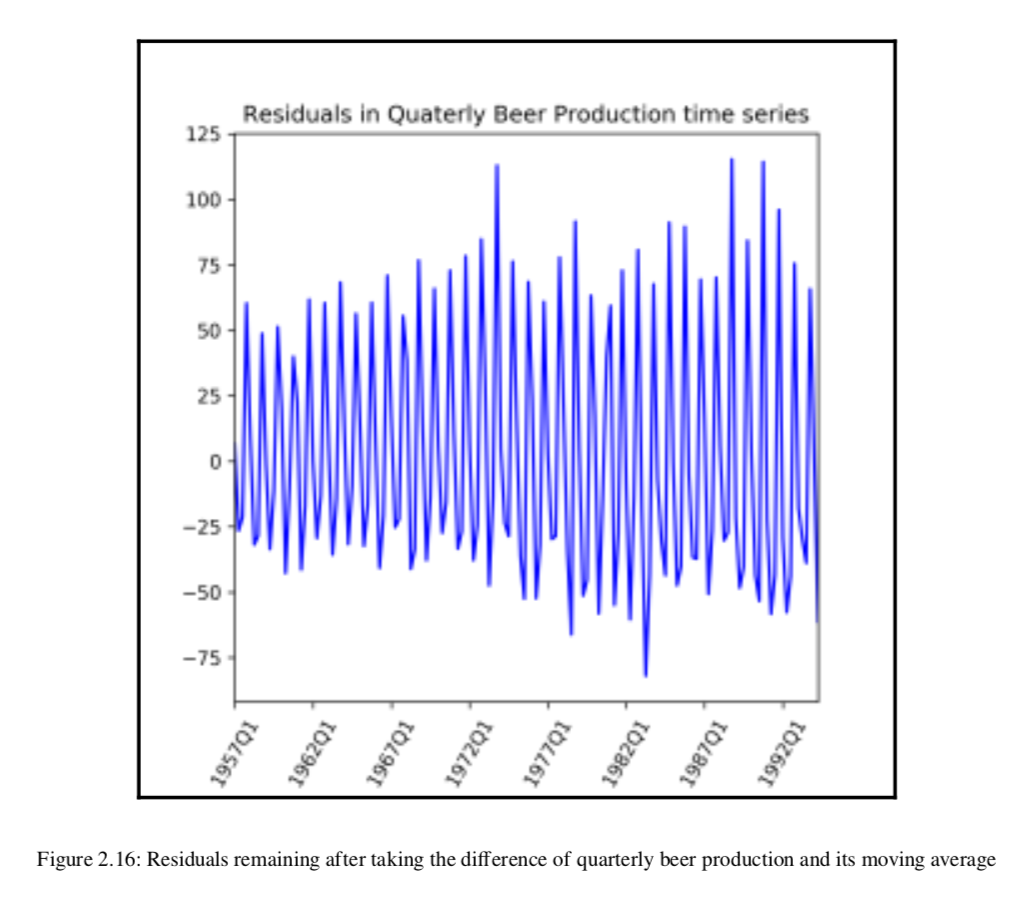 Residuals in Quaterly Beer Production time series
125
100
75
50
25
0
−25
−50
−75
1957Q1
1962Q1
1967Q1
1972Q1
1977Q1
1982Q1
1987Q1
1992Q1
Figure 2.16: Residuals remaining after taking the difference of quarterly beer production and its moving average